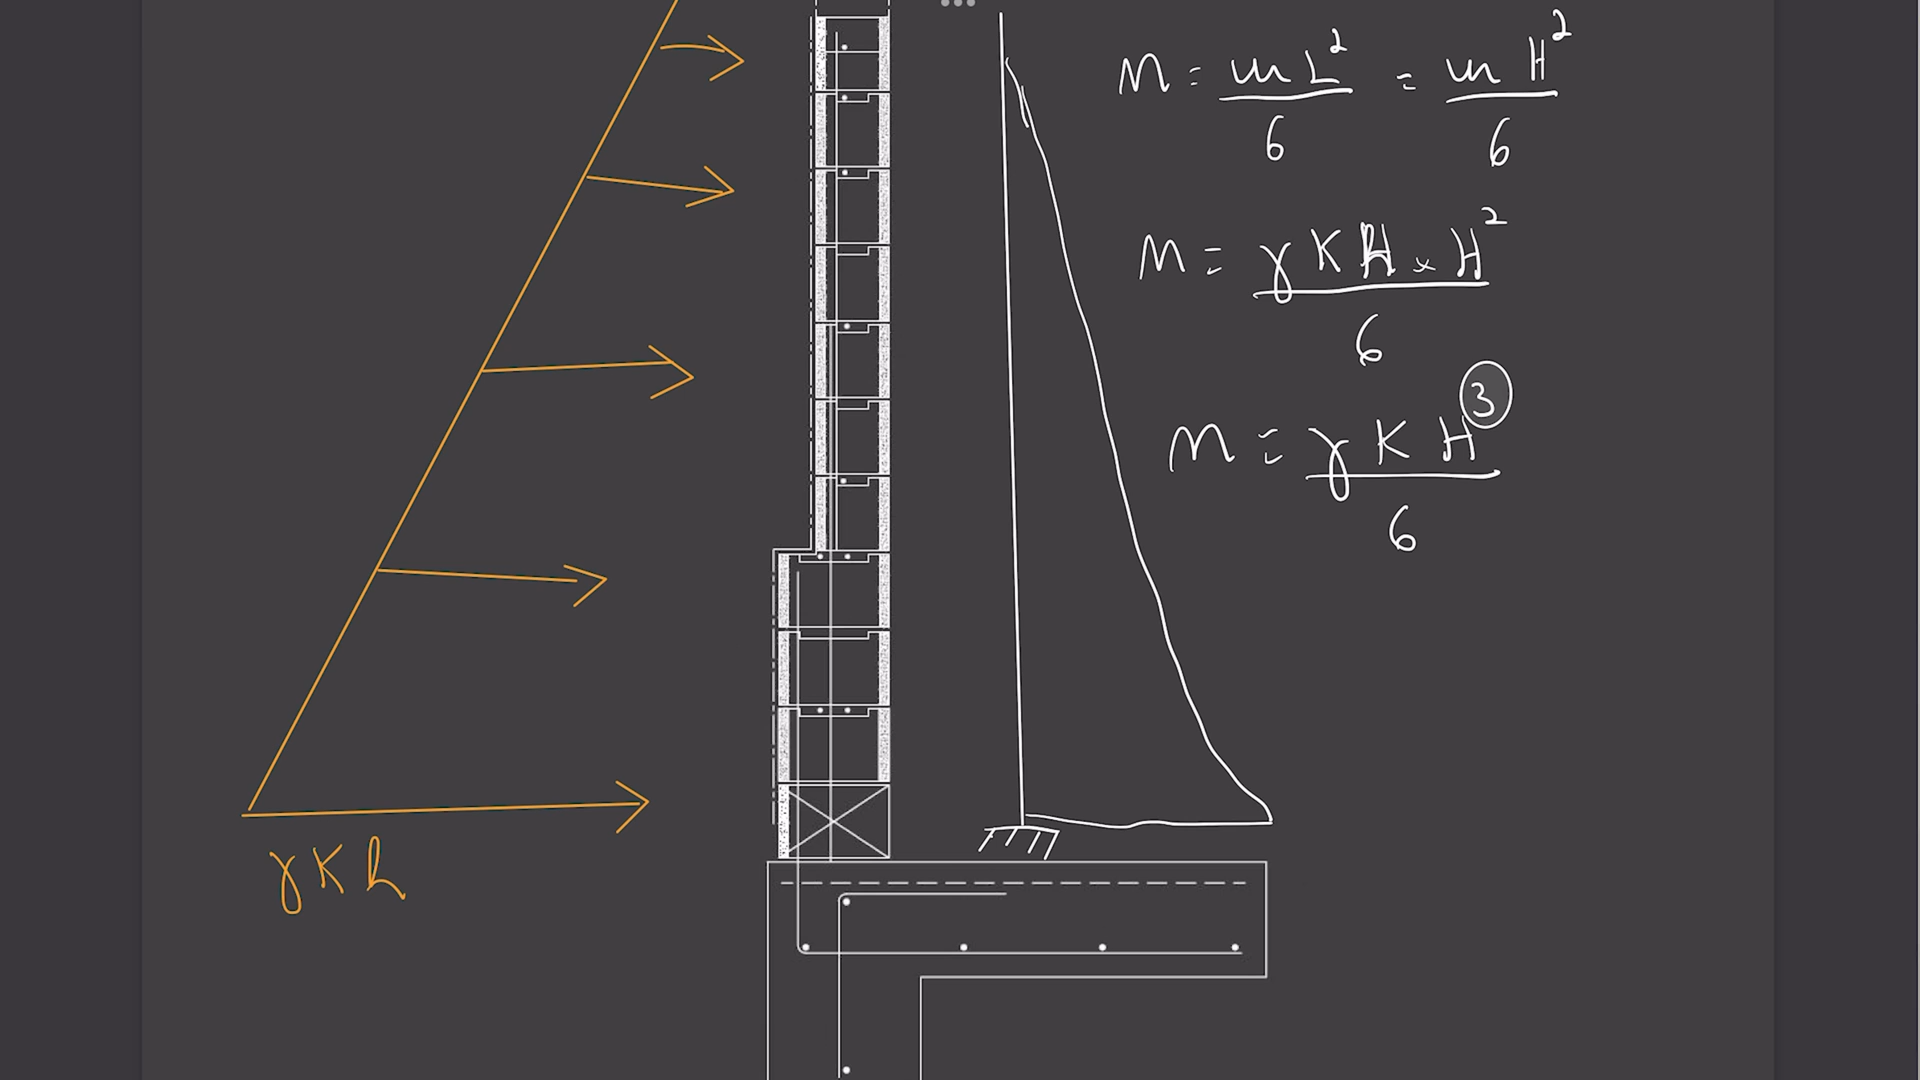 M = wL²/6 = wH²/6
M = γKH × H²/6
M = γKH³/6
γKh